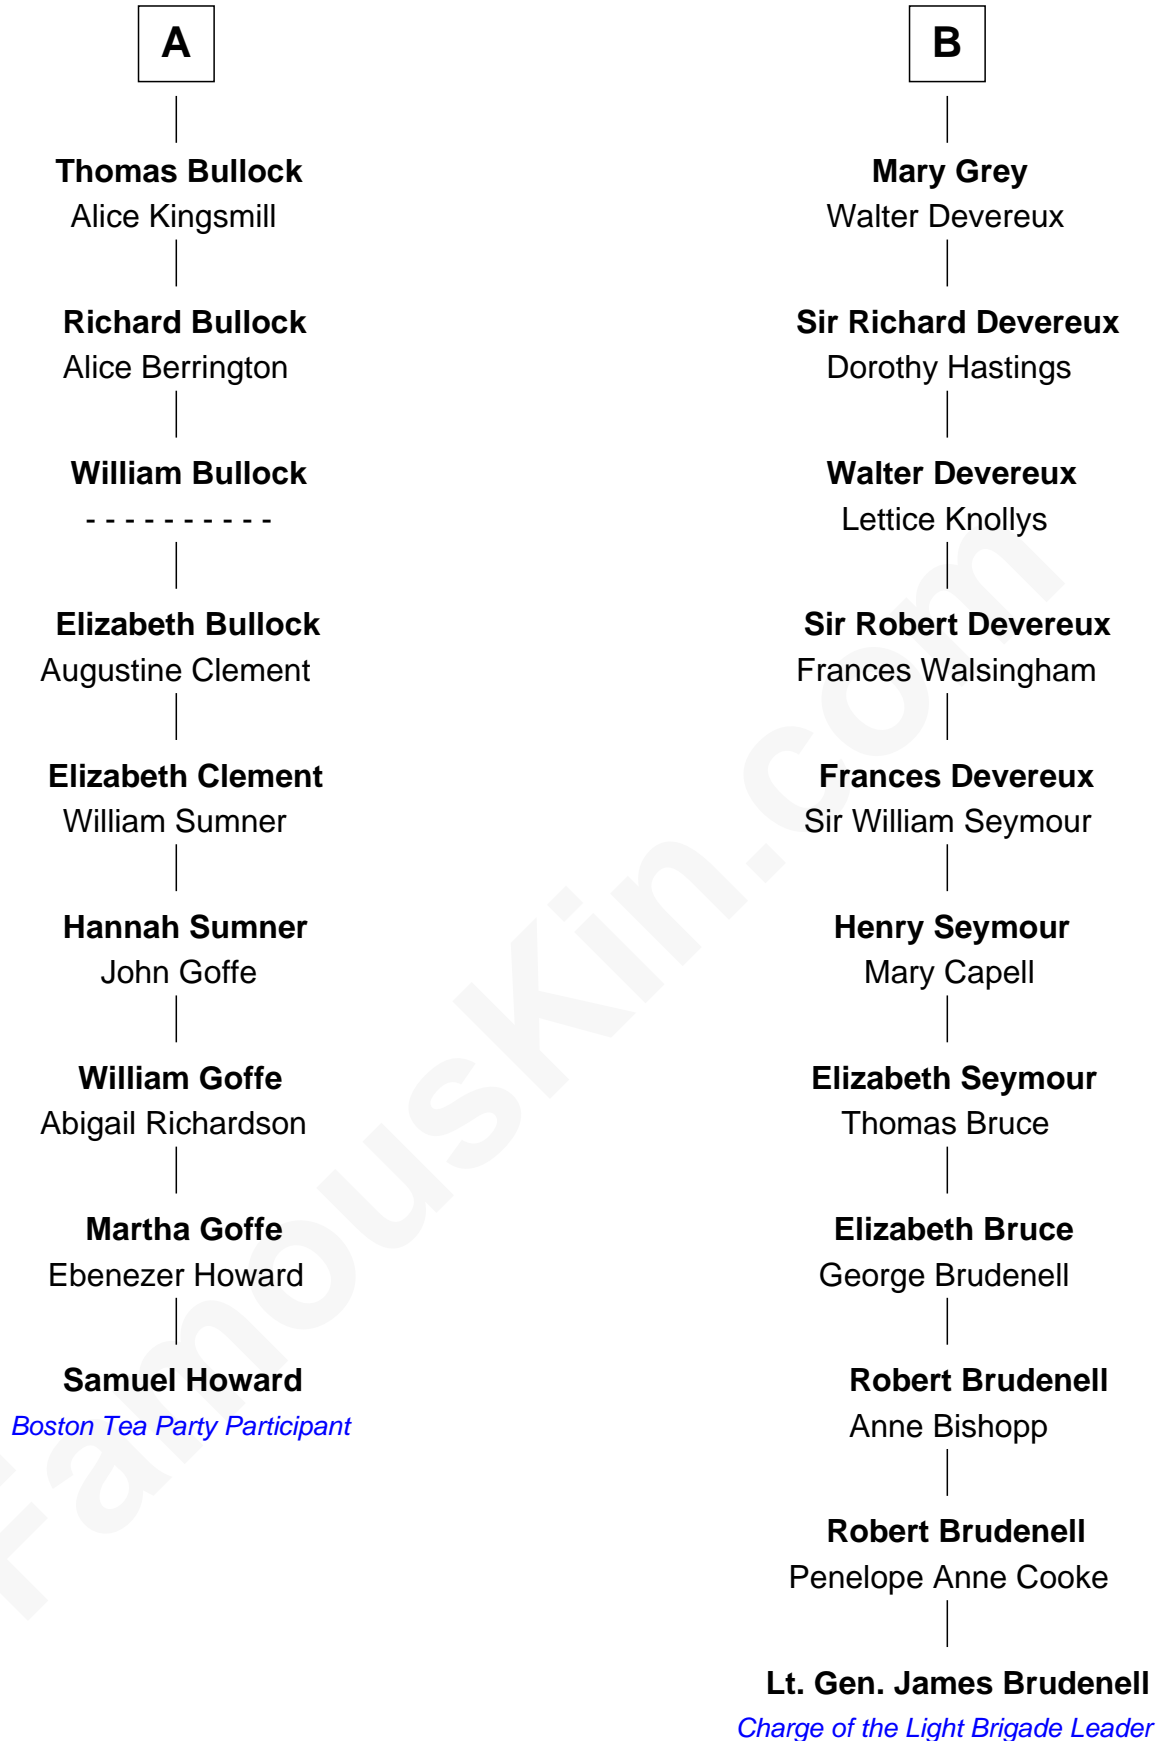 A
Thomas Bullock
Alice Kingsmill
Richard Bullock
Alice Berrington
William Bullock
- - - - - - - - - -
Elizabeth Bullock
Augustine Clement
Elizabeth Clement
William Sumner
Hannah Sumner
John Goffe
William Goffe
Abigail Richardson
Martha Goffe
Ebenezer Howard
Samuel Howard
Boston Tea Party Participant
B
Mary Grey
Walter Devereux
Sir Richard Devereux
Dorothy Hastings
Walter Devereux
Lettice Knollys
Sir Robert Devereux
Frances Walsingham
Frances Devereux
Sir William Seymour
Henry Seymour
Mary Capell
Elizabeth Seymour
Thomas Bruce
Elizabeth Bruce
George Brudenell
Robert Brudenell
Anne Bishopp
Robert Brudenell
Penelope Anne Cooke
Lt. Gen. James Brudenell
Charge of the Light Brigade Leader
FamousKin.com